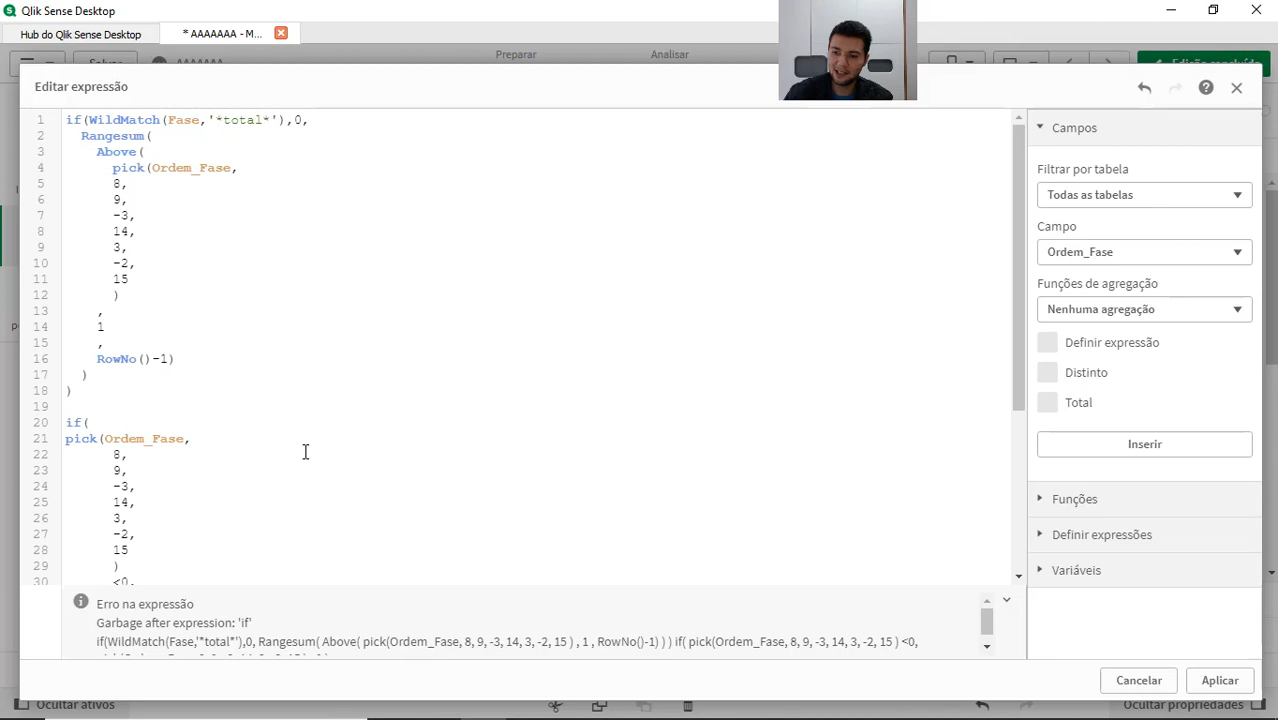 Qlik Sense Desktop
Hub do Qlik Sense Desktop
* AAAAAAA - M...
Preparar
Analisar
Salvar
AAAAAAA
Edição concluída
Editar expressão
1 if(WildMatch(Fase,'*total*'),0,
2 Rangesum(
3 Above(
4 pick(Ordem_Fase,
5 8,
6 9,
7 -3,
8 14,
9 3,
10 -2,
11 15
12 )
13 ,
14 1
15 ,
16 RowNo()-1)
17 )
18 )
19
20 if(
21 pick(Ordem_Fase,
22 8,
23 9,
24 -3,
25 14,
26 3,
27 -2,
28 15
29 )
30 <0,
Erro na expressão
Garbage after expression: 'if'
if(WildMatch(Fase,'*total*'),0, Rangesum( Above( pick(Ordem_Fase, 8, 9, -3, 14, 3, -2, 15 ) , 1 , RowNo()-1) ) ) if( pick(Ordem_Fase, 8, 9, -3, 14, 3, -2, 15 ) <0,
Campos
Filtrar por tabela
Todas as tabelas
Campo
Ordem_Fase
Funções de agregação
Nenhuma agregação
Definir expressão
Distinto
Total
Inserir
Funções
Definir expressões
Variáveis
Cancelar
Aplicar
Ocultar ativos
Ocultar propriedades